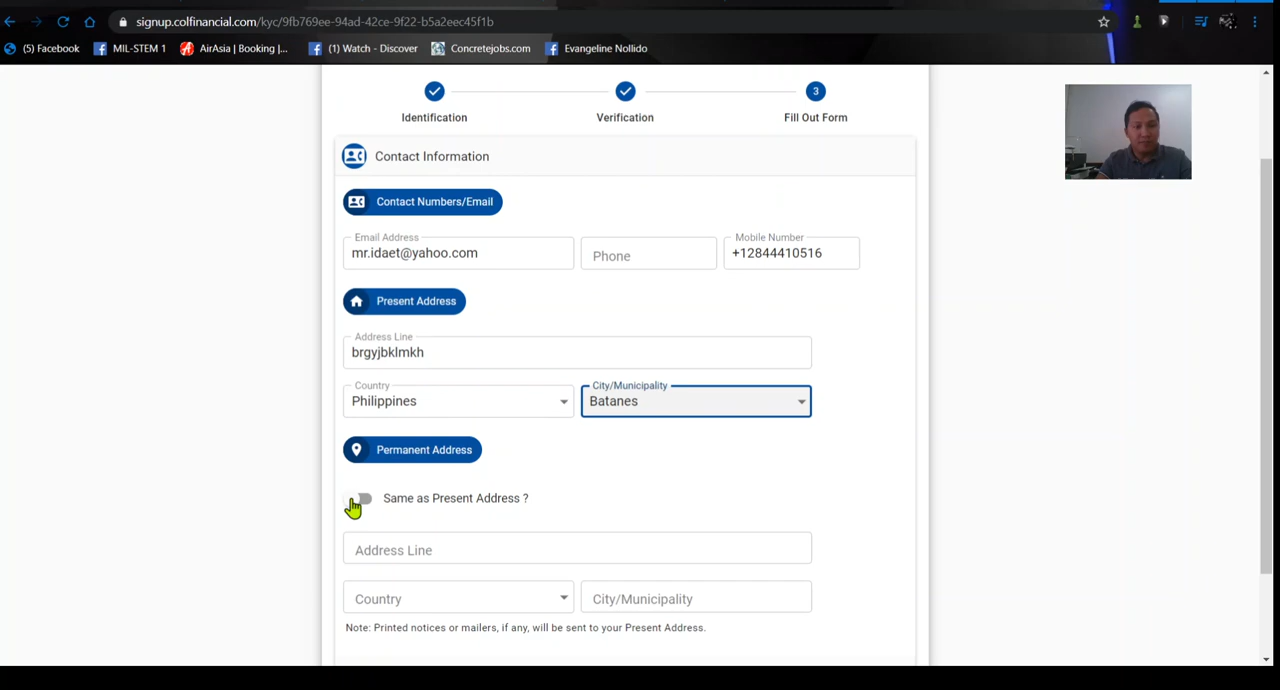 signup.colfinancial.com/kyc/9fb769ee-94ad-42ce-9f22-b5a2eec45f1b
(5) Facebook MIL-STEM 1 AirAsia | Booking |... (1) Watch - Discover Concretejobs.com Evangeline Nollido
3
Identification Verification Fill Out Form
Contact Information
Contact Numbers/Email
Email Address Mobile Number
mr.idaet@yahoo.com Phone +12844410516
Present Address
Address Line
brgyjbklmkh
Country City/Municipality
Philippines Batanes
Permanent Address
Same as Present Address ?
Address Line
Country City/Municipality
Note: Printed notices or mailers, if any, will be sent to your Present Address.